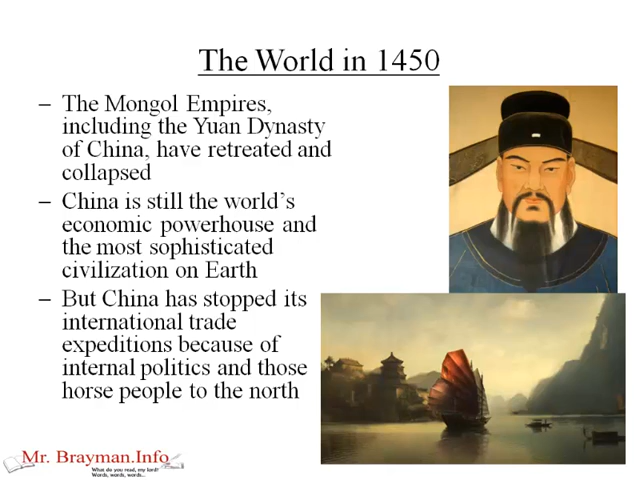 The World in 1450
– The Mongol Empires,
including the Yuan Dynasty
of China, have retreated and
collapsed
– China is still the world's
economic powerhouse and
the most sophisticated
civilization on Earth
– But China has stopped its
international trade
expeditions because of
internal politics and those
horse people to the north
Mr. Brayman.Info
What do you read, my lord?
Words, words, words...